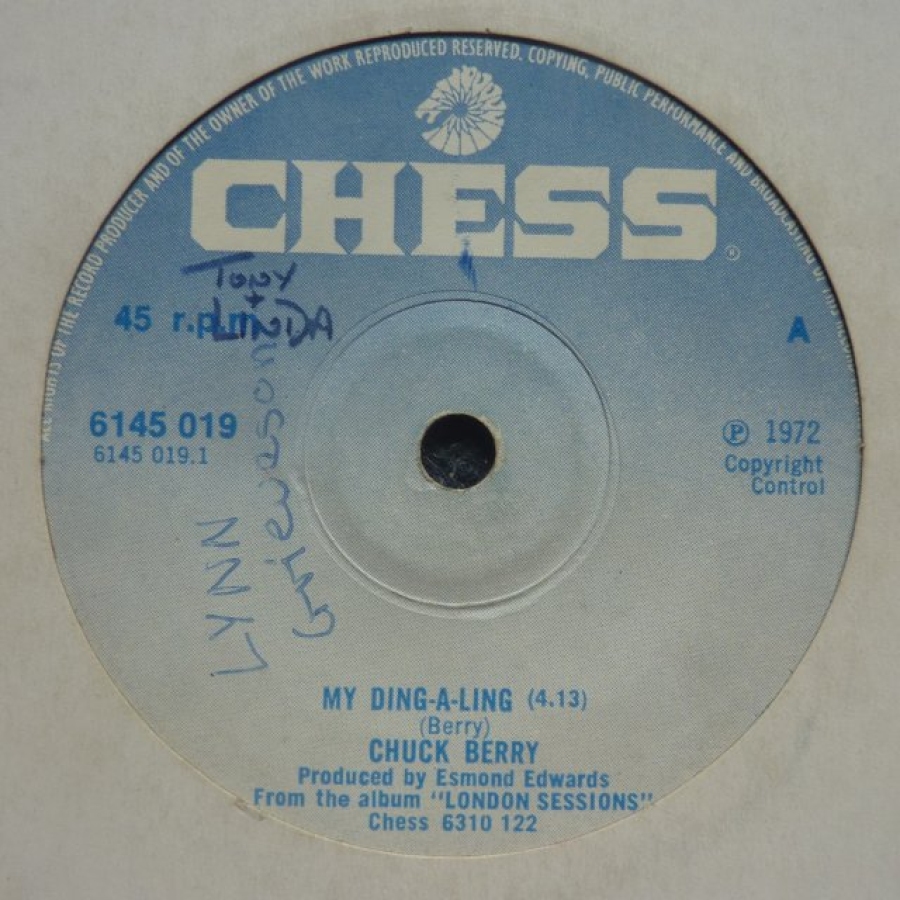 ALL RIGHTS OF THE RECORD PRODUCER AND OF THE OWNER OF THE WORK REPRODUCED RESERVED. COPYING, PUBLIC PERFORMANCE AND BROADCASTING OF THIS RECORD
CHESS
®
TONY
+
LINDA
45 r.p.m
A
6145 019
6145 019.1
℗ 1972
Copyright
Control
LYNN
MY DING-A-LING (4.13)
(Berry)
CHUCK BERRY
Produced by Esmond Edwards
From the album "LONDON SESSIONS"
Chess 6310 122